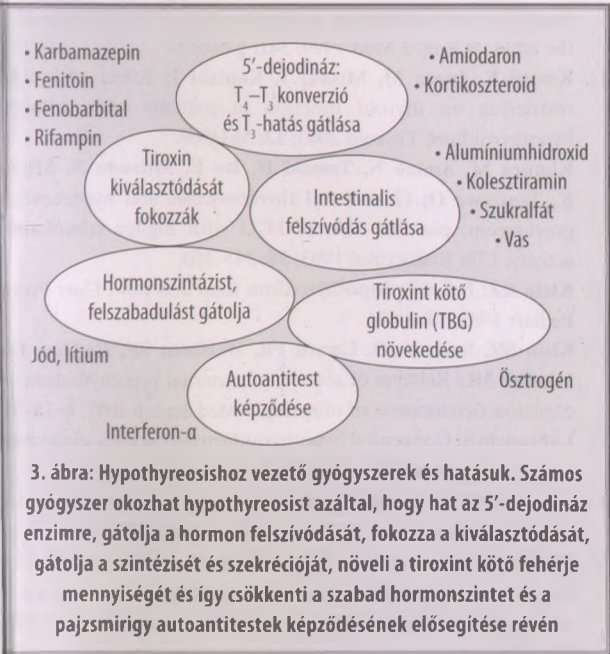 • Karbamazepin
• Fenitoin
• Fenobarbital
• Rifampin
5′-dejodináz:
T₄–T₃ konverzió
és T₃-hatás gátlása
• Amiodaron
• Kortikoszteroid
Tiroxin
kiválasztódását
fokozzák
Intestinalis
felszívódás gátlása
• Alumíniumhidroxid
• Kolesztiramin
• Szukralfát
• Vas
Hormonszintázist,
felszabadulást gátolja
Tiroxint kötő
globulin (TBG)
növekedése
Jód, lítium
Ösztrogén
Autoantitest
képződése
Interferon-α
3. ábra: Hypothyreosishoz vezető gyógyszerek és hatásuk. Számos
gyógyszer okozhat hypothyreosist azáltal, hogy hat az 5′-dejodináz
enzimre, gátolja a hormon felszívódását, fokozza a kiválasztódását,
gátolja a szintézisét és szekrécióját, növeli a tiroxint kötő fehérje
mennyiségét és így csökkenti a szabad hormonszintet és a
pajzsmirigy autoantitestek képződésének elősegítése révén